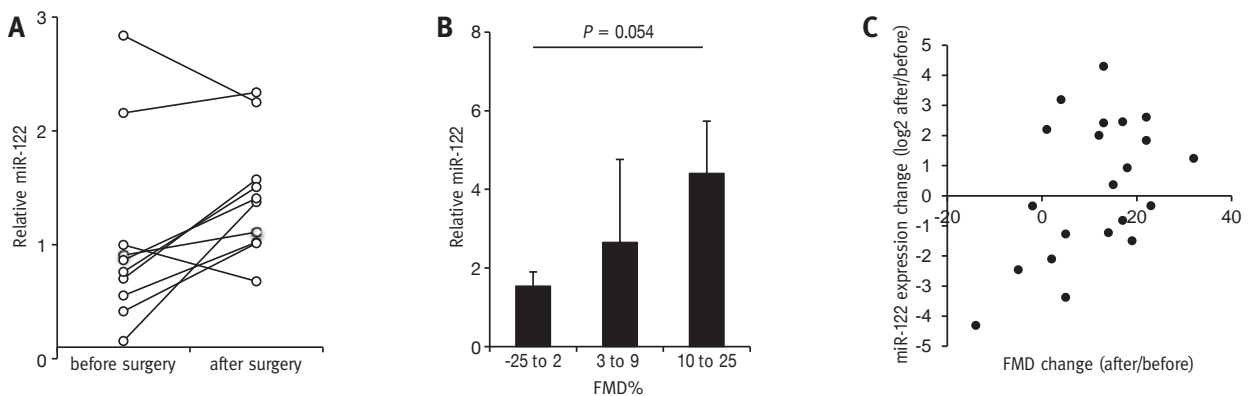 A
Relative miR-122
3
2
1
0
before surgery
after surgery
B
Relative miR-122
P = 0.054
8
6
4
2
0
-25 to 2
3 to 9
10 to 25
FMD%
C
miR-122 expression change (log2 after/before)
5
4
3
2
1
0
-1
-2
-3
-4
-5
-20
0
20
40
FMD change (after/before)